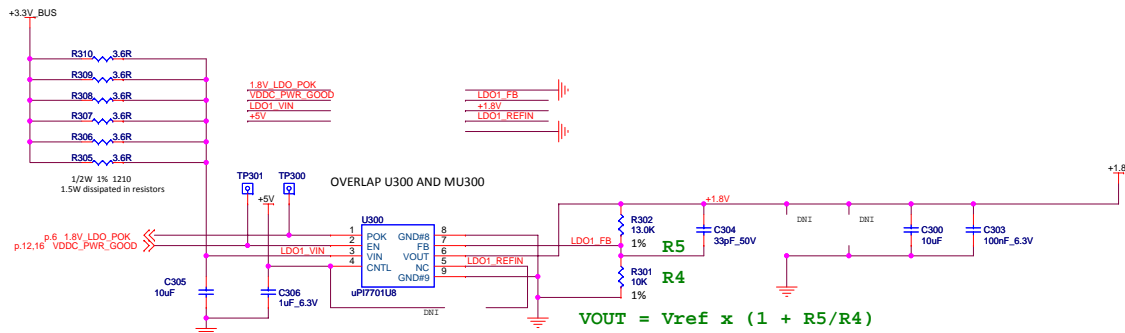 +3.3V_BUS
R310 3.6R
R309 3.6R
R308 3.6R
R307 3.6R
R306 3.6R
R305 3.6R
1/2W 1% 1210
1.5W dissipated in resistors
1.8V_LDO_POK
VDDC_PWR_GOOD
LDO1_VIN
+5V
LDO1_FB
+1.8V
LDO1_REFIN
OVERLAP U300 AND MU300
TP301 TP300
+5V
p.6 1.8V_LDO_POK
p.12,16 VDDC_PWR_GOOD
LDO1_VIN
U300
1 POK GND#8 8
2 EN FB 7
3 VIN VOUT 6
4 CNTL NC 5
GND#9 9
uPI7701U8
LDO1_REFIN
DNI
LDO1_FB
C305
10uF
C306
1uF_6.3V
+1.8V
R302
13.0K
1%
R5
R301
10K
1%
R4
C304
33pF_50V
DNI
DNI
C300
10uF
C303
100nF_6.3V
+1.8
VOUT = Vref x (1 + R5/R4)